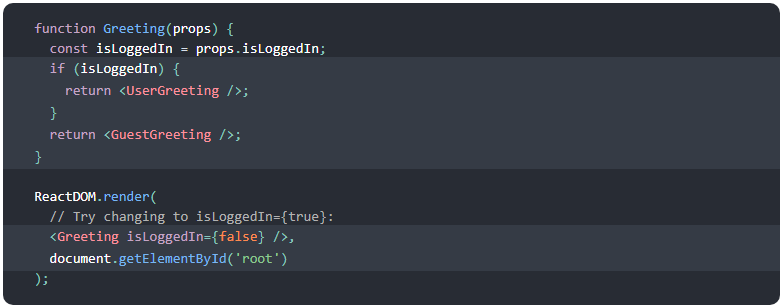 function Greeting(props) {
  const isLoggedIn = props.isLoggedIn;
  if (isLoggedIn) {
    return <UserGreeting />;
  }
  return <GuestGreeting />;
}

ReactDOM.render(
  // Try changing to isLoggedIn={true}:
  <Greeting isLoggedIn={false} />,
  document.getElementById('root')
);